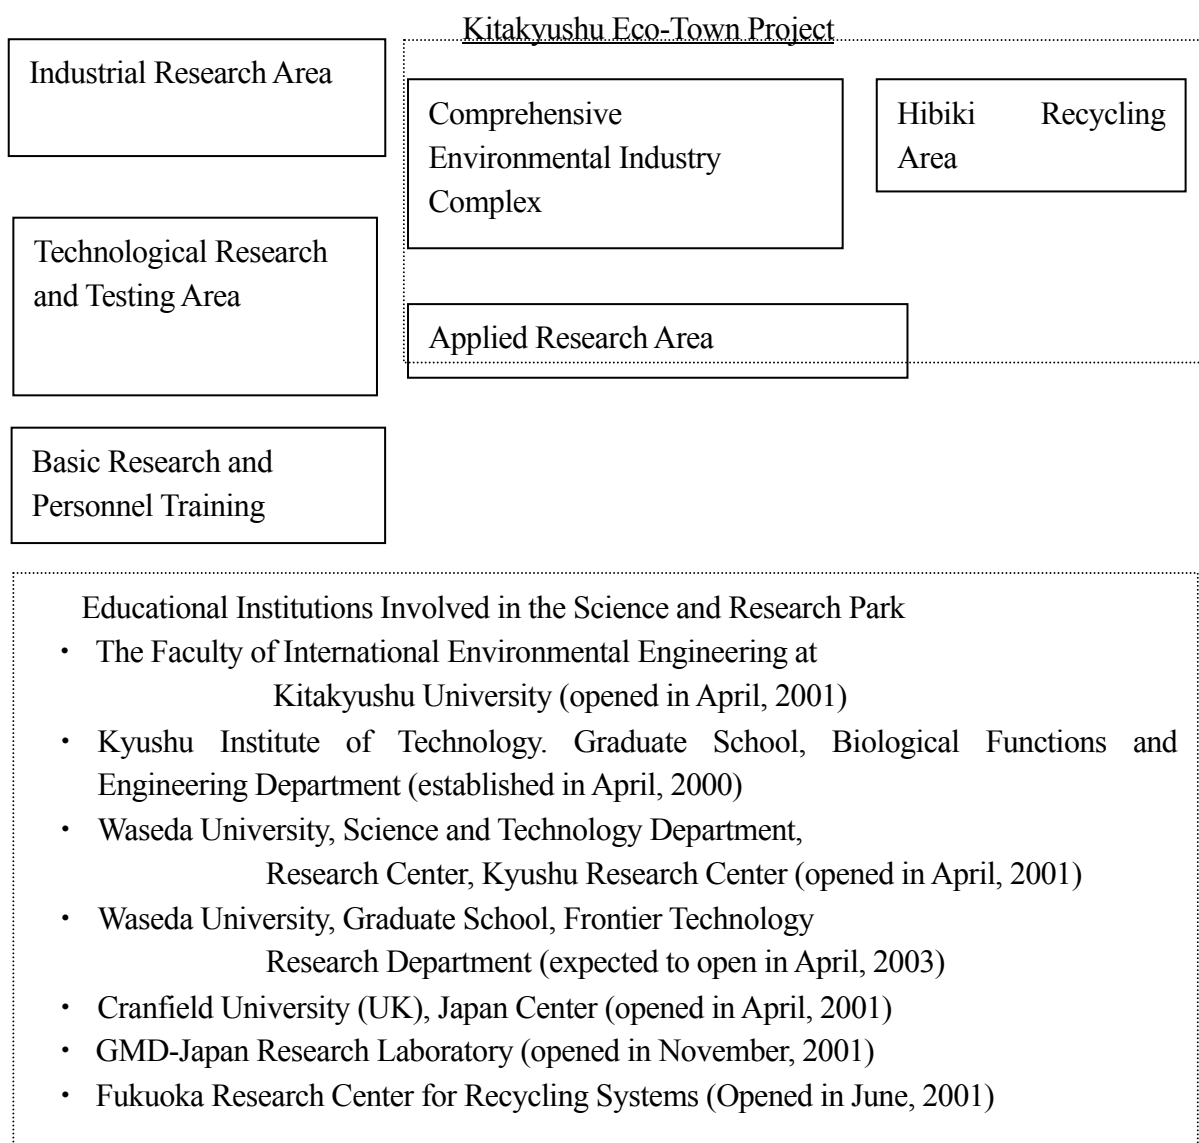 Kitakyushu Eco-Town Project
Industrial Research Area
Comprehensive
Environmental Industry
Complex
Hibiki Recycling
Area
Technological Research
and Testing Area
Applied Research Area
Basic Research and
Personnel Training
Educational Institutions Involved in the Science and Research Park
・ The Faculty of International Environmental Engineering at
Kitakyushu University (opened in April, 2001)
・ Kyushu Institute of Technology. Graduate School, Biological Functions and
Engineering Department (established in April, 2000)
・ Waseda University, Science and Technology Department,
Research Center, Kyushu Research Center (opened in April, 2001)
・ Waseda University, Graduate School, Frontier Technology
Research Department (expected to open in April, 2003)
・ Cranfield University (UK), Japan Center (opened in April, 2001)
・ GMD-Japan Research Laboratory (opened in November, 2001)
・ Fukuoka Research Center for Recycling Systems (Opened in June, 2001)